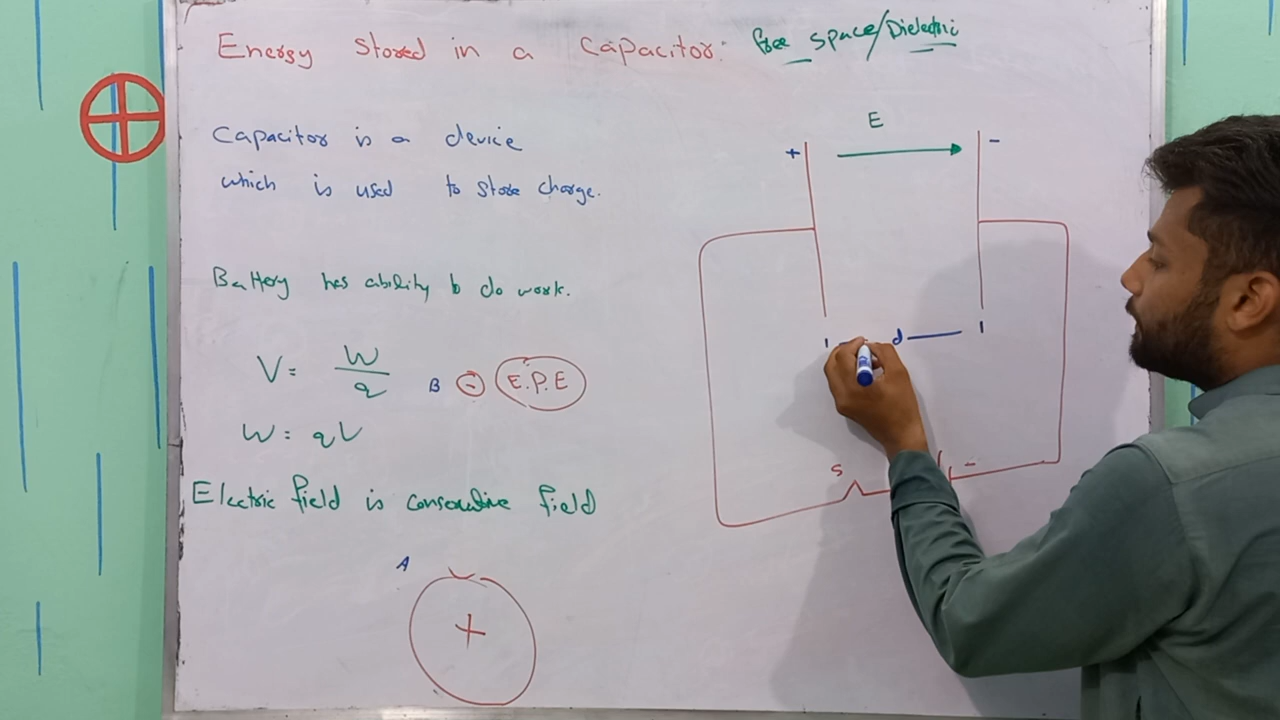 Energy stored in a capacitor: free space/Dielectric
Capacitor is a device
which is used to store charge.
Battery has ability to do work.
V = W/q
B - E.P.E
W = qV
Electric field is conservative field
A
+
E
+ -
d
S -